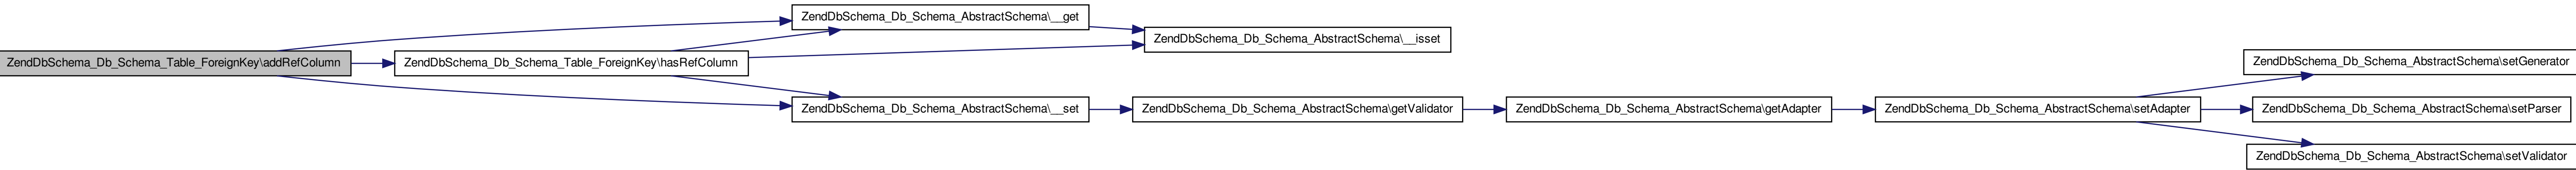 ZendDbSchema_Db_Schema_Table_ForeignKey\addRefColumn
ZendDbSchema_Db_Schema_Table_ForeignKey\hasRefColumn
ZendDbSchema_Db_Schema_AbstractSchema\__get
ZendDbSchema_Db_Schema_AbstractSchema\__set
ZendDbSchema_Db_Schema_AbstractSchema\__isset
ZendDbSchema_Db_Schema_AbstractSchema\getValidator
ZendDbSchema_Db_Schema_AbstractSchema\getAdapter
ZendDbSchema_Db_Schema_AbstractSchema\setAdapter
ZendDbSchema_Db_Schema_AbstractSchema\setGenerator
ZendDbSchema_Db_Schema_AbstractSchema\setParser
ZendDbSchema_Db_Schema_AbstractSchema\setValidator